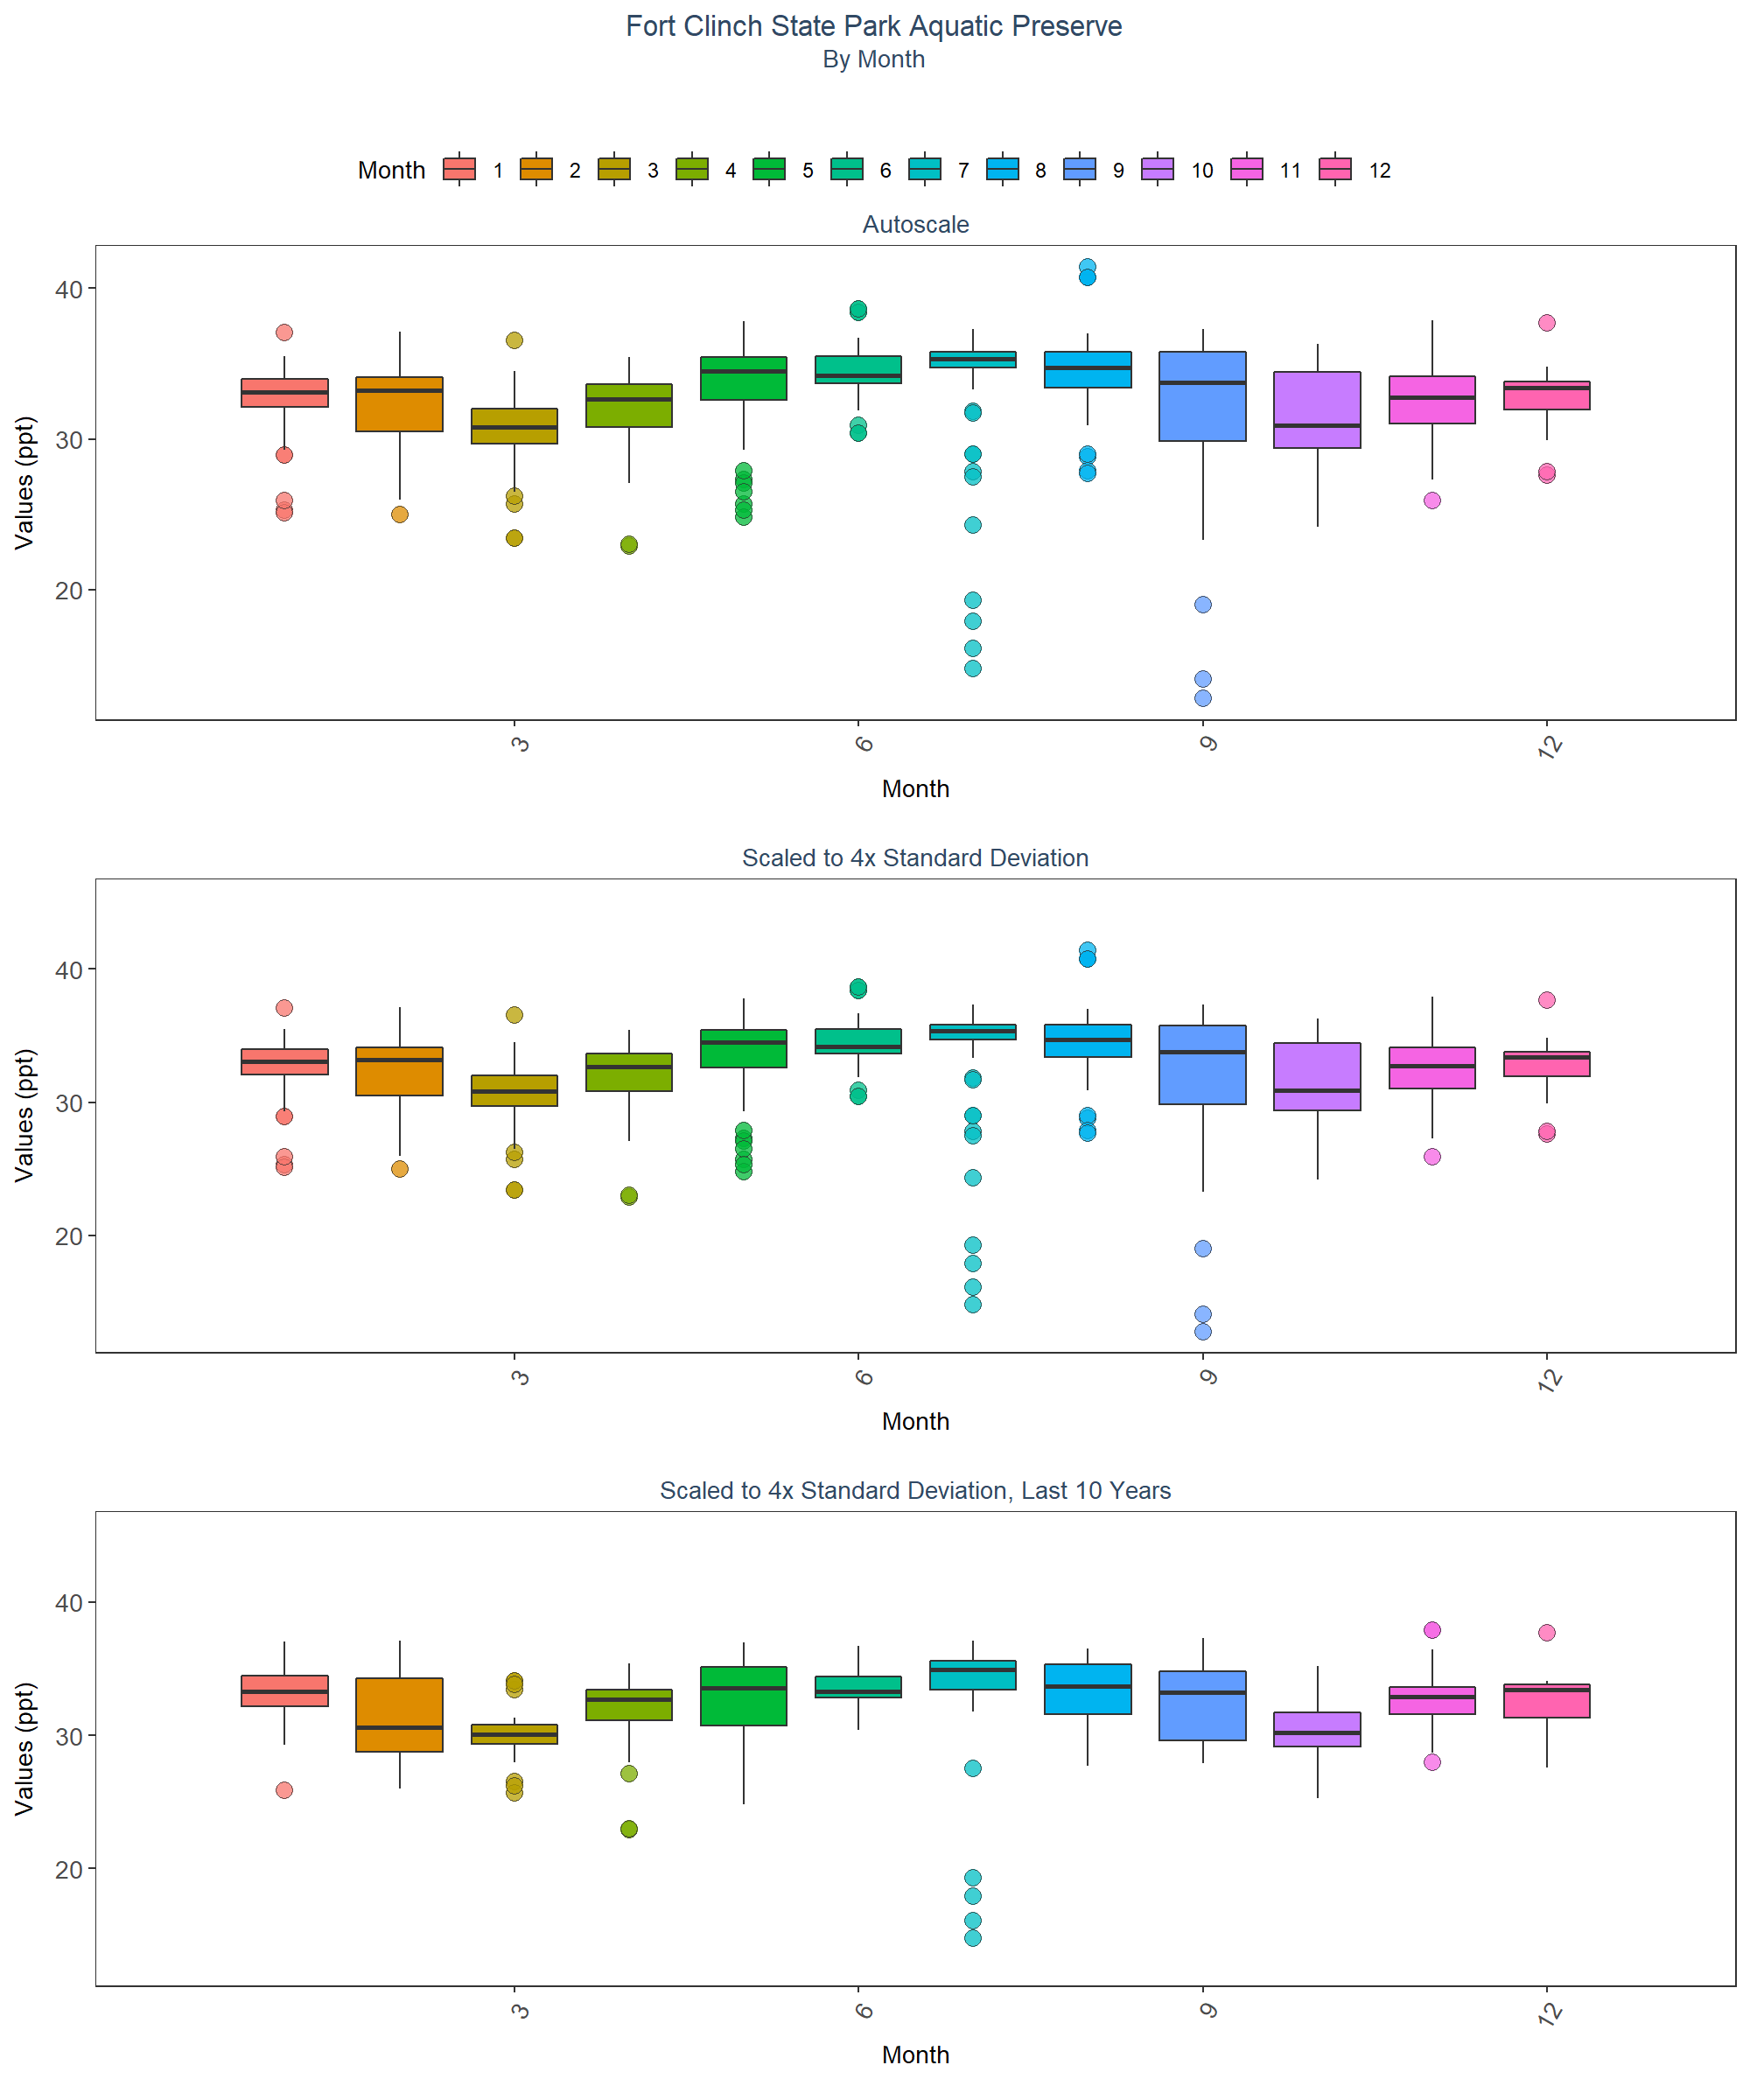 Fort Clinch State Park Aquatic Preserve
By Month
Month 1 2 3 4 5 6 7 8 9 10 11 12
Autoscale
Values (ppt)
40
30
20
3 6 9 12
Month
Scaled to 4x Standard Deviation
Values (ppt)
40
30
20
3 6 9 12
Month
Scaled to 4x Standard Deviation, Last 10 Years
Values (ppt)
40
30
20
3 6 9 12
Month